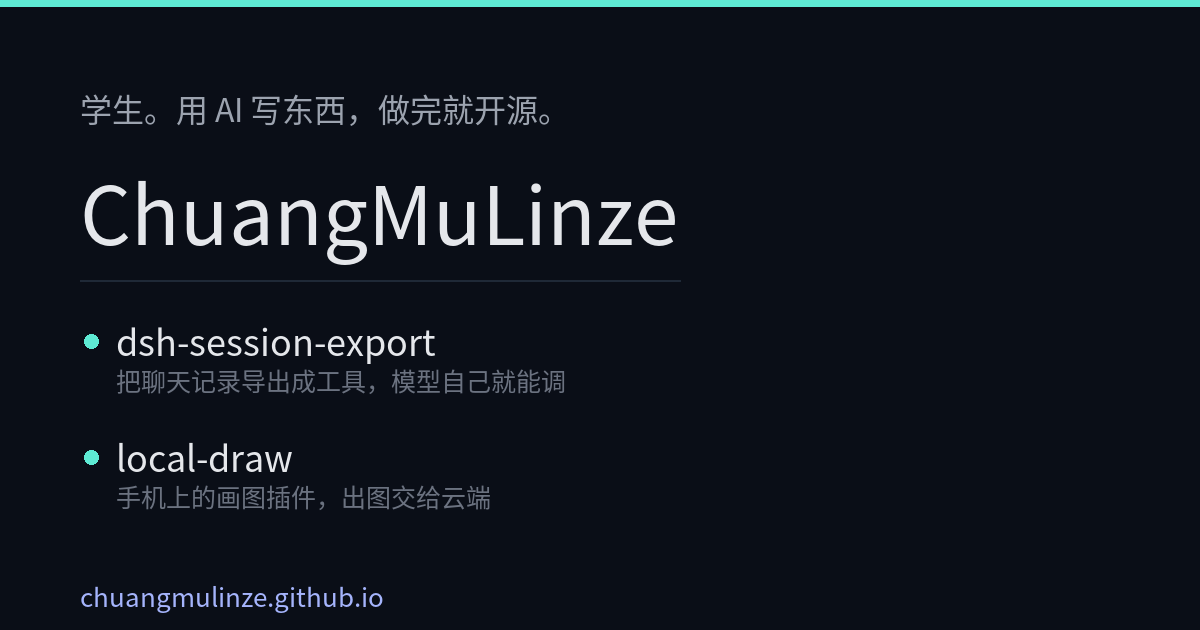 学生。用 AI 写东西，做完就开源。
ChuangMuLinze
dsh-session-export
把聊天记录导出成工具，模型自己就能调
local-draw
手机上的画图插件，出图交给云端
chuangmulinze.github.io